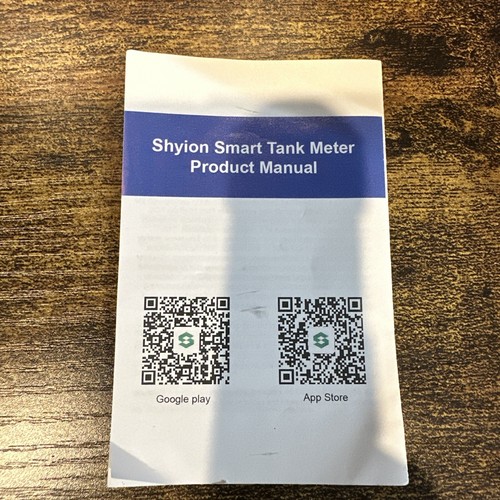 Shyion Smart Tank Meter
Product Manual
Google play
App Store